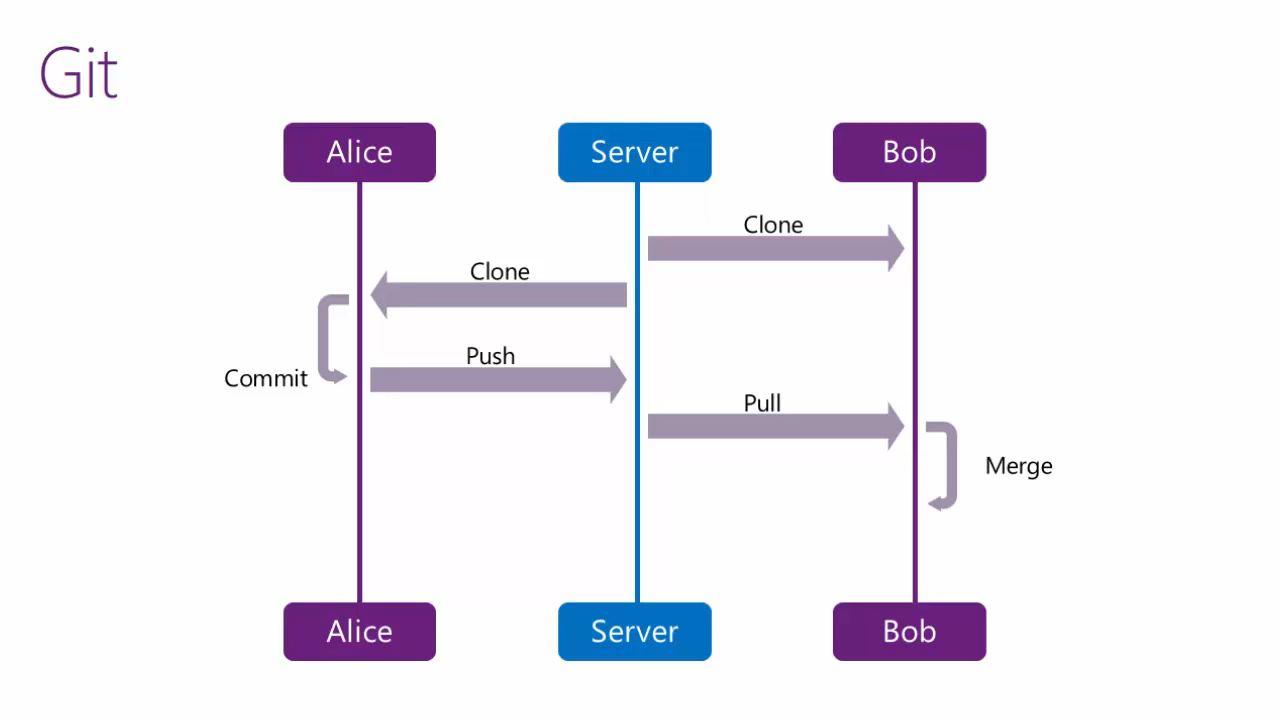 Git
Alice
Server
Bob
Clone
Clone
Push
Commit
Pull
Merge
Alice
Server
Bob